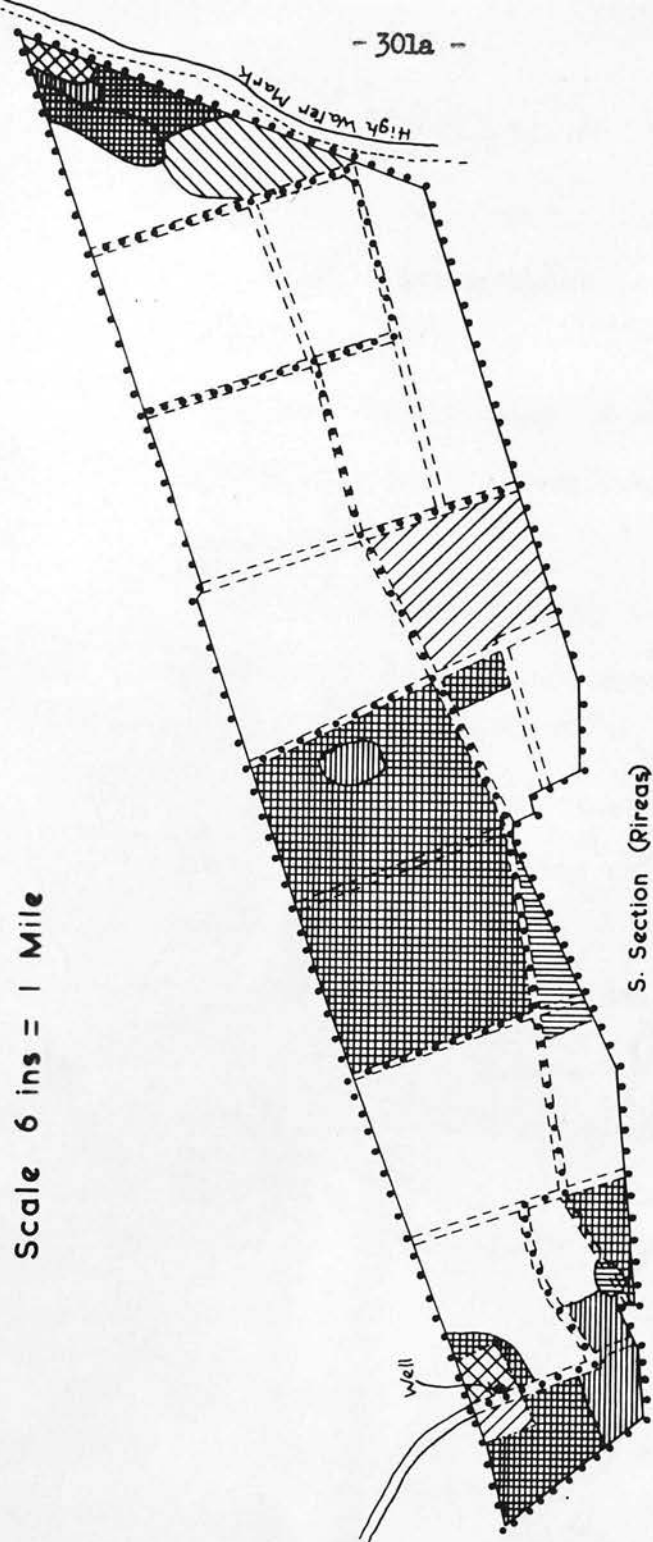 - 301a -
High Water Mark
Scale 6 ins = 1 Mile
Well
S. Section (Rireas)